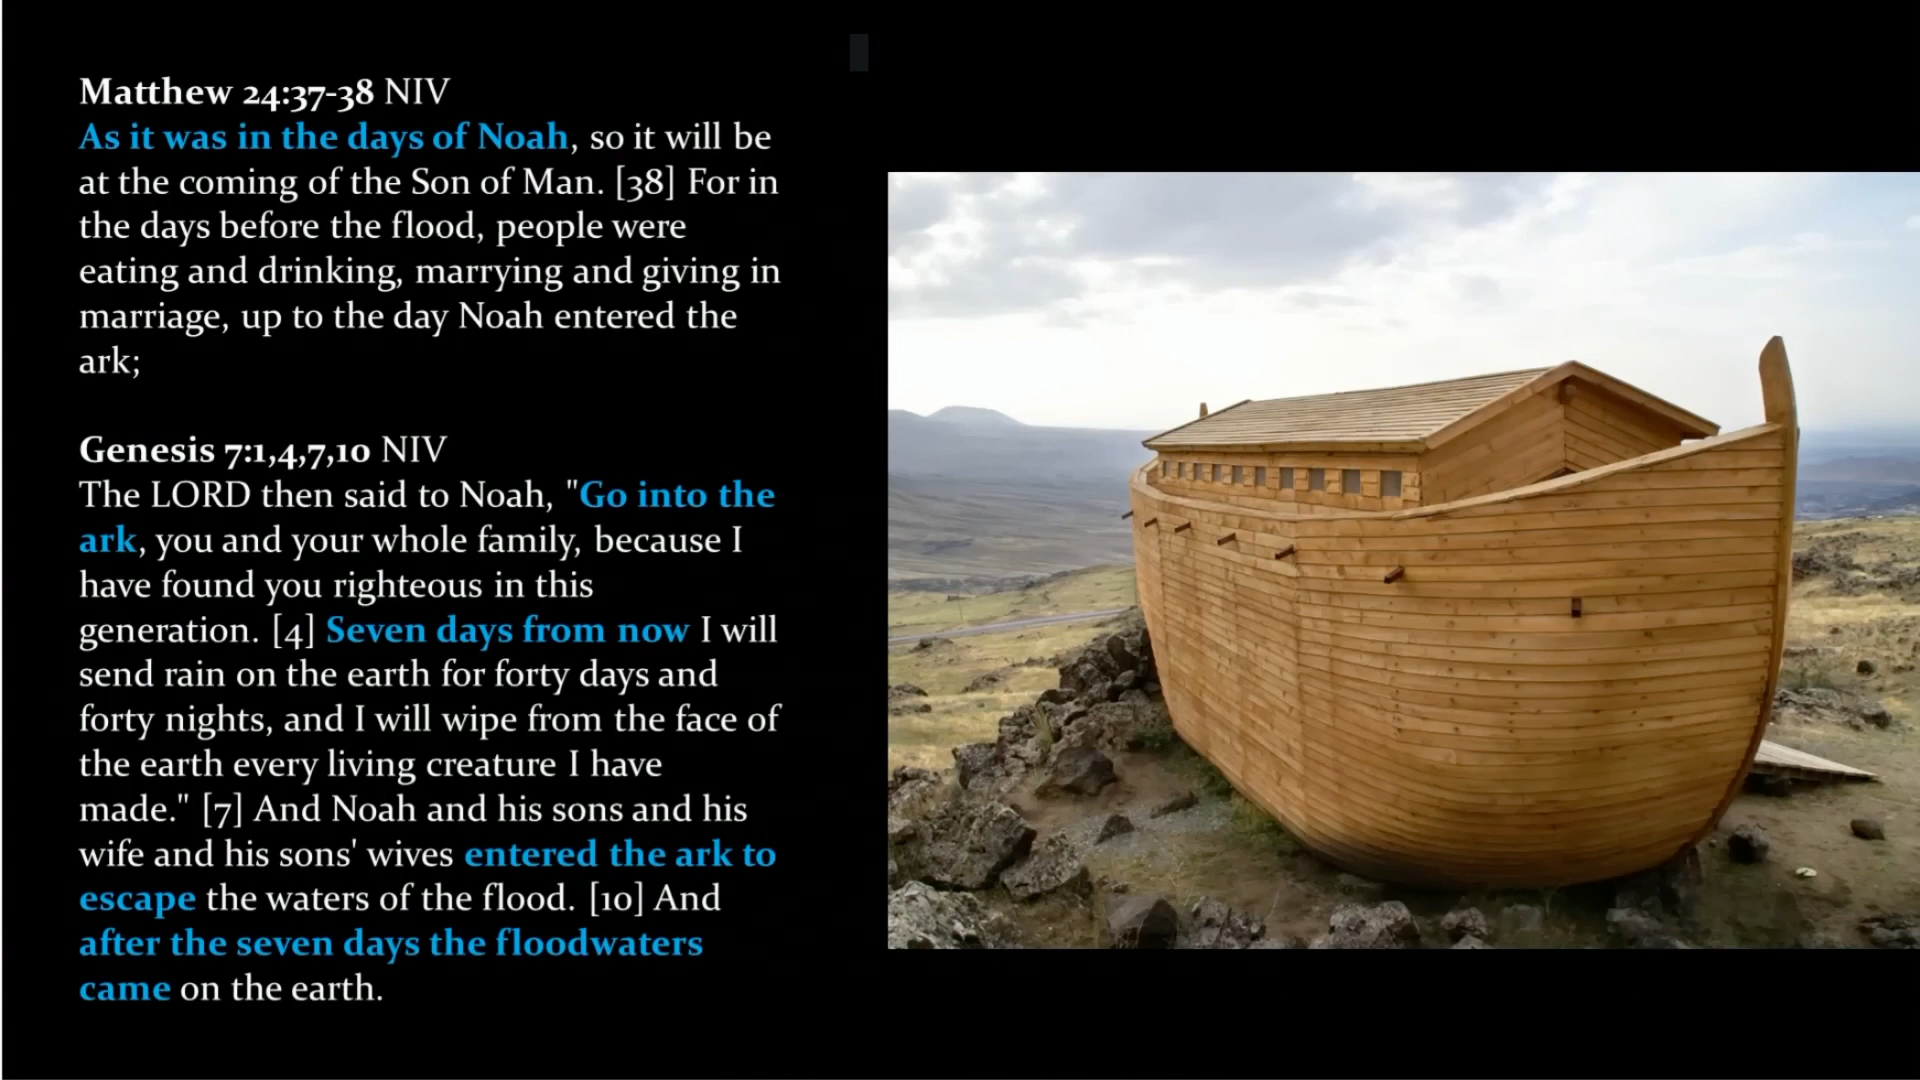 Matthew 24:37-38 NIV
As it was in the days of Noah, so it will be
at the coming of the Son of Man. [38] For in
the days before the flood, people were
eating and drinking, marrying and giving in
marriage, up to the day Noah entered the
ark;
Genesis 7:1,4,7,10 NIV
The LORD then said to Noah, "Go into the
ark, you and your whole family, because I
have found you righteous in this
generation. [4] Seven days from now I will
send rain on the earth for forty days and
forty nights, and I will wipe from the face of
the earth every living creature I have
made." [7] And Noah and his sons and his
wife and his sons' wives entered the ark to
escape the waters of the flood. [10] And
after the seven days the floodwaters
came on the earth.